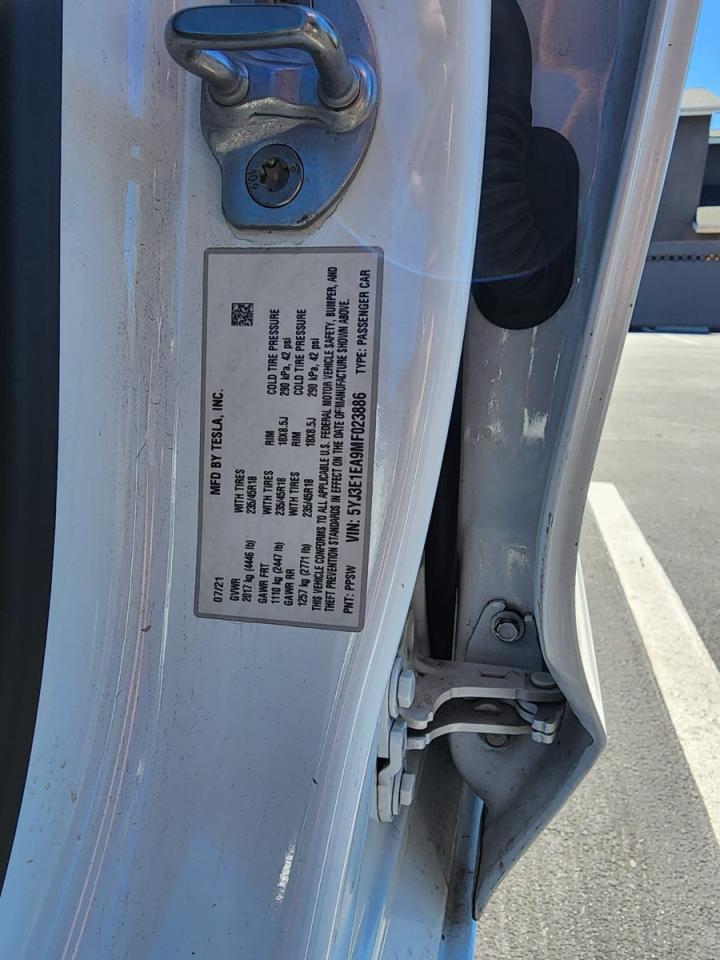 07/21 MFD BY TESLA, INC.
GVWR WITH TIRES
2017 kg (4446 lb) 235/45R18
GAWR FRT WITH TIRES RIM COLD TIRE PRESSURE
1110 kg (2447 lb) 235/45R18 18X8.5J 290 kPa, 42 psi
GAWR RR WITH TIRES RIM COLD TIRE PRESSURE
1257 kg (2771 lb) 235/45R18 18X8.5J 290 kPa, 42 psi
THIS VEHICLE CONFORMS TO ALL APPLICABLE U.S. FEDERAL MOTOR VEHICLE SAFETY, BUMPER, AND
THEFT PREVENTION STANDARDS IN EFFECT ON THE DATE OF MANUFACTURE SHOWN ABOVE.
PNT: PPSW VIN: 5YJ3E1EA9MF023886 TYPE: PASSENGER CAR
10.9